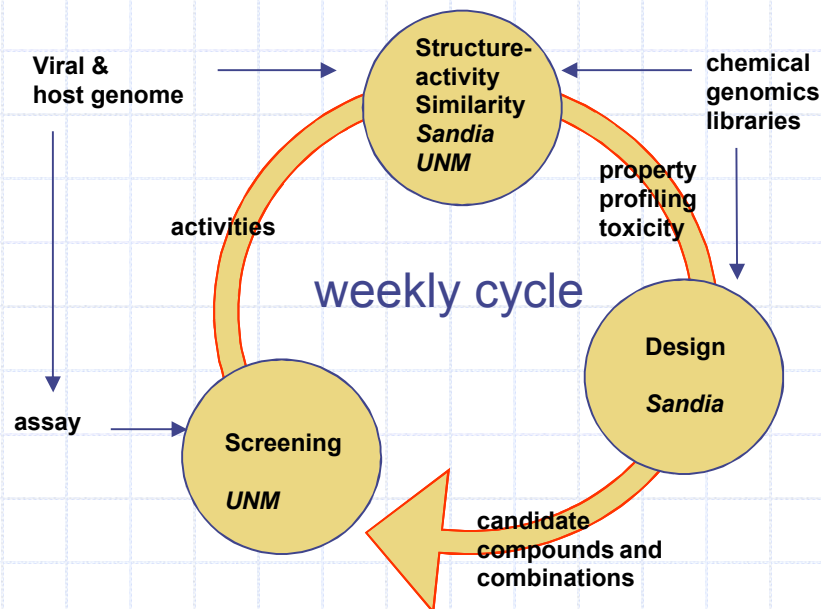 Viral &
host genome
Structure-
activity
Similarity
Sandia
UNM
chemical
genomics
libraries
property
profiling
toxicity
activities
weekly cycle
Design
Sandia
assay
Screening
UNM
candidate
compounds and
combinations